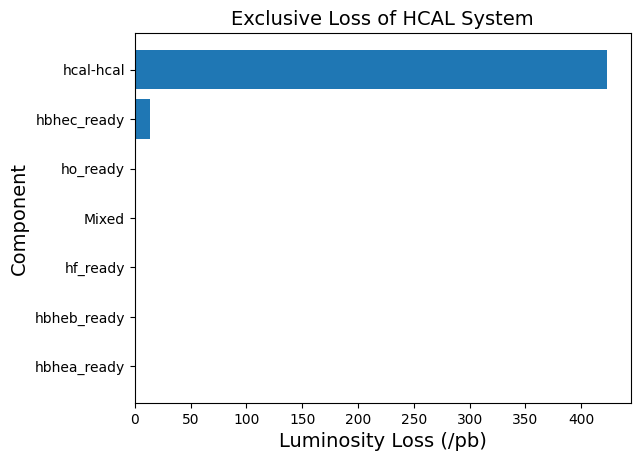 Exclusive Loss of HCAL System
Component
hcal-hcal
hbhec_ready
ho_ready
Mixed
hf_ready
hbheb_ready
hbhea_ready
0 50 100 150 200 250 300 350 400
Luminosity Loss (/pb)